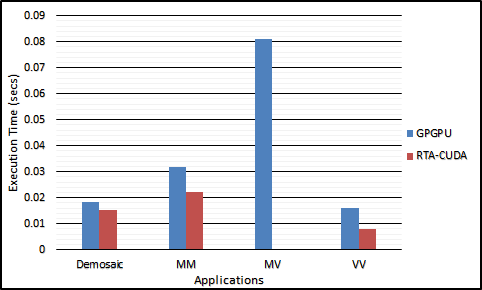 0.09
0.08
0.07
0.06
0.05
0.04
0.03
0.02
0.01
0
Execution Time (secs)
Demosaic MM MV VV
Applications
GPGPU
RTA-CUDA